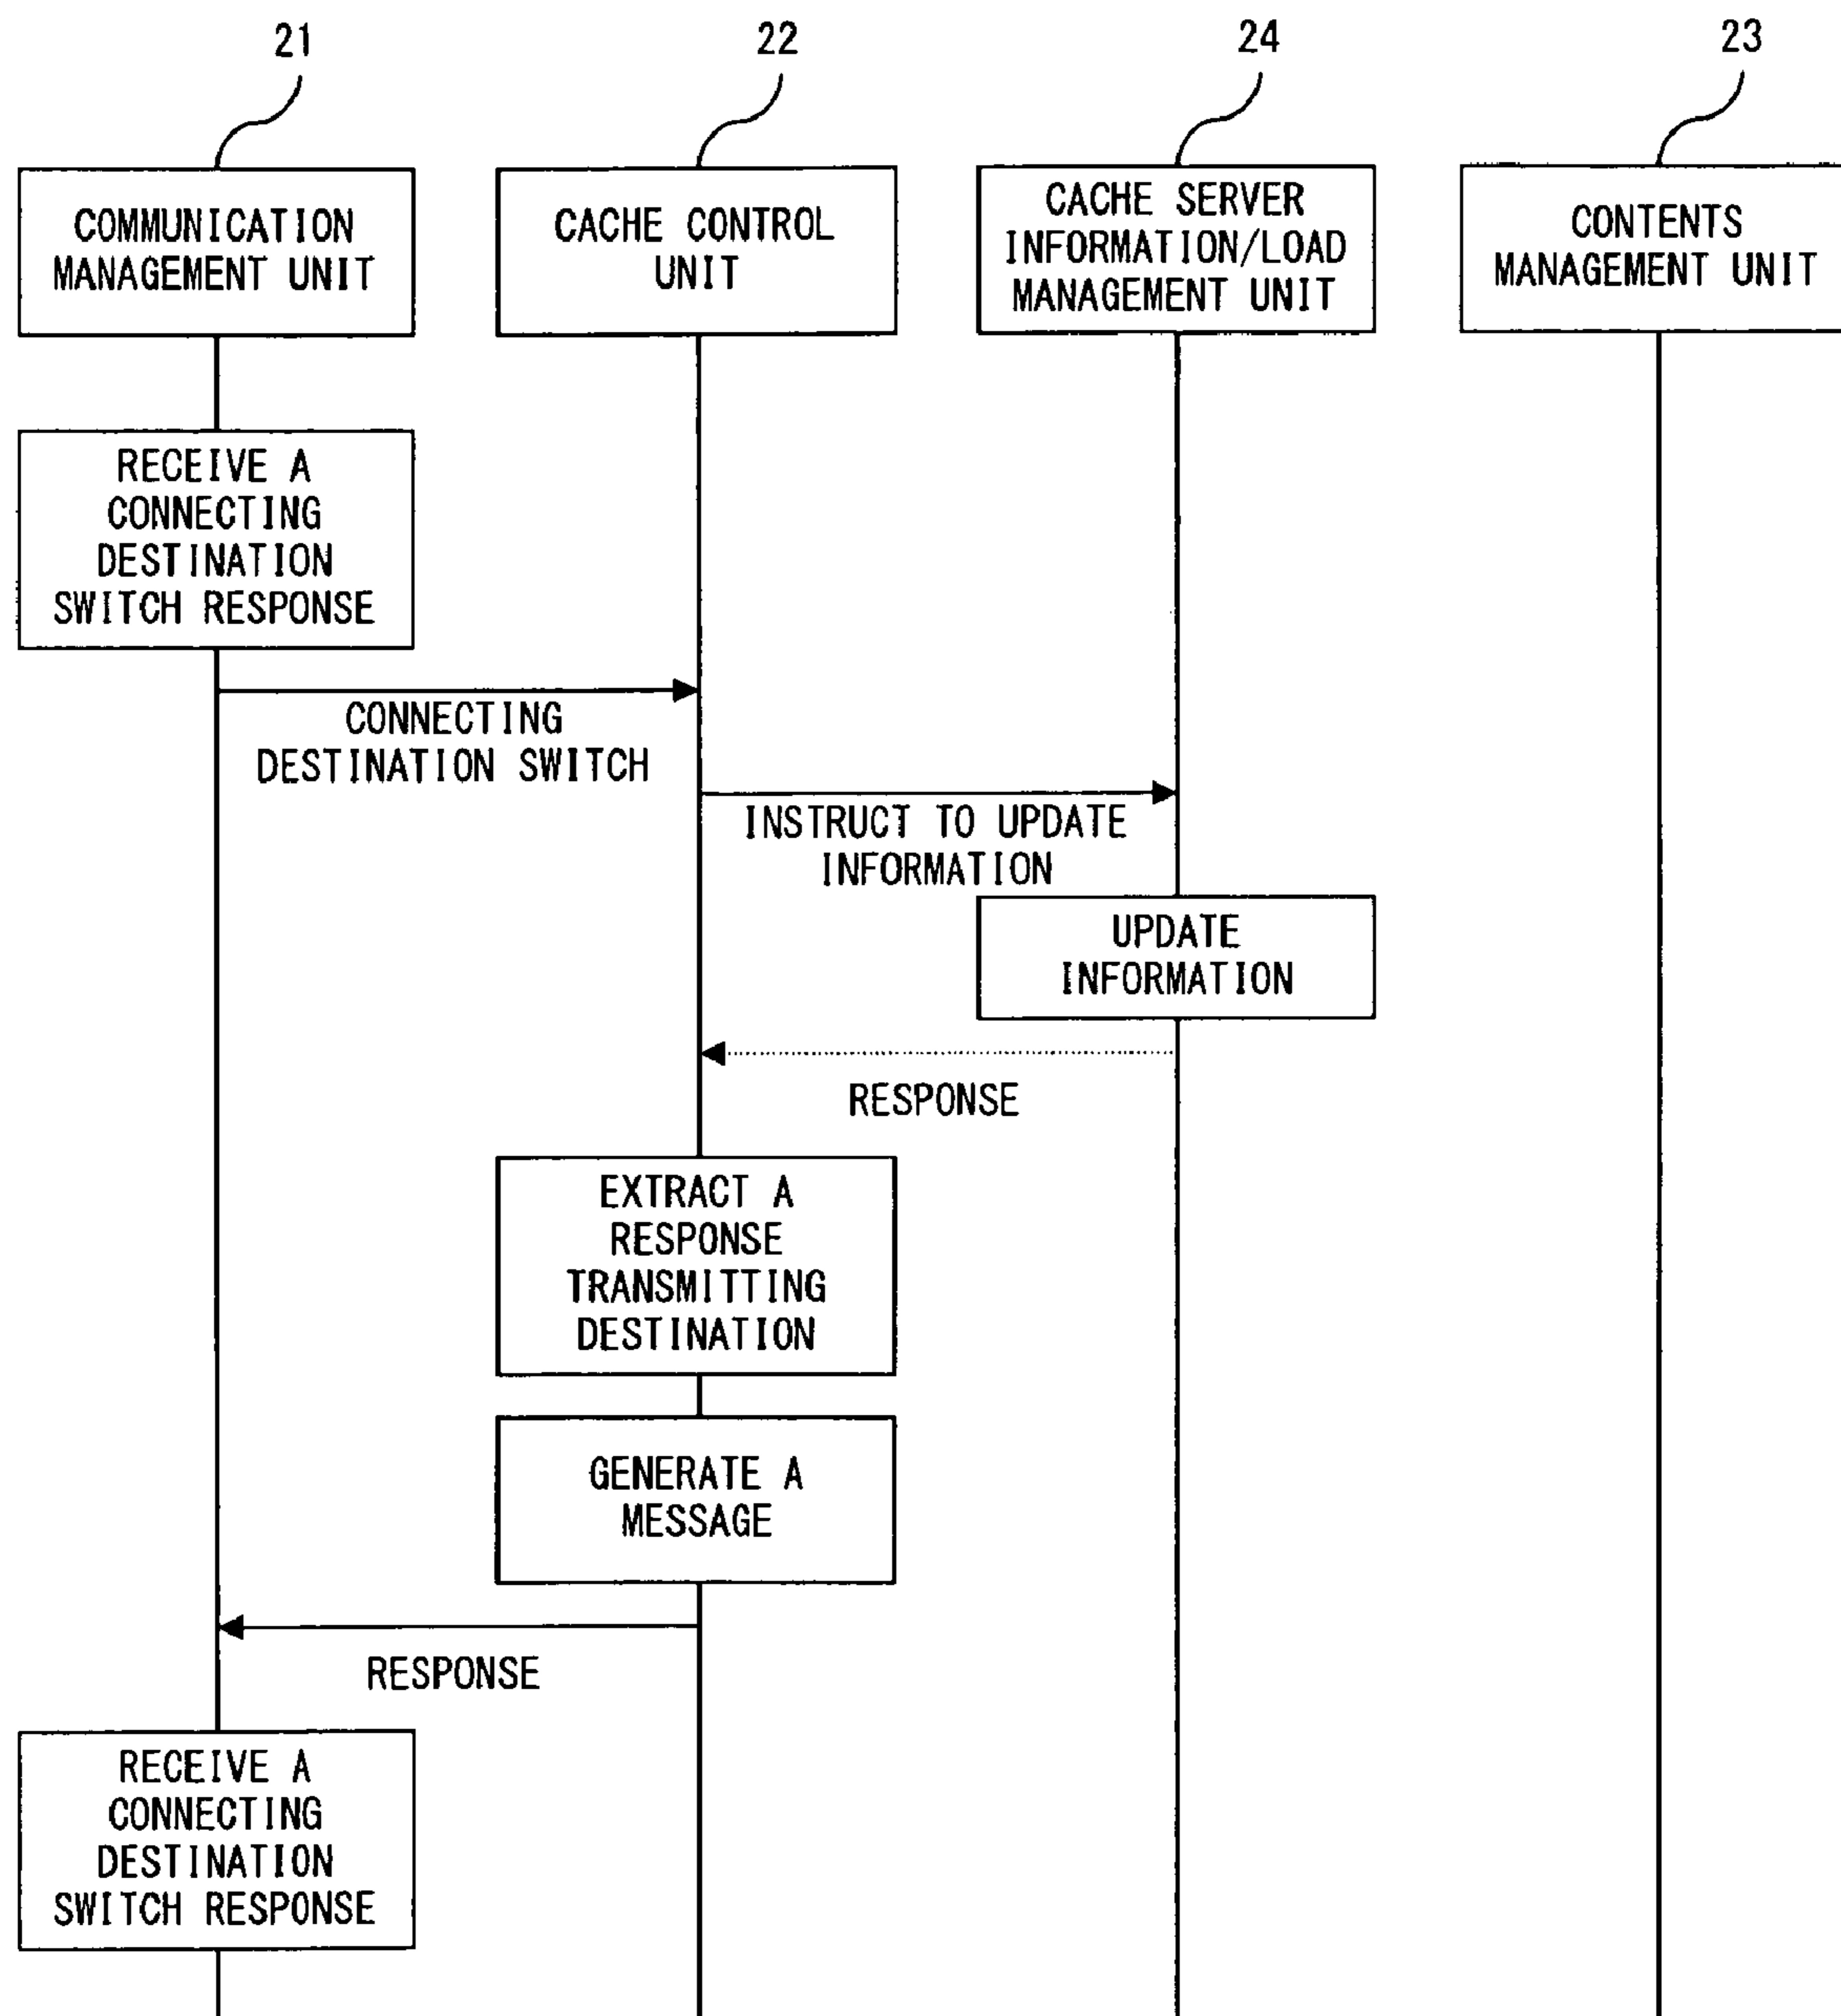 21
22
24
23
COMMUNICATION
MANAGEMENT UNIT
CACHE CONTROL
UNIT
CACHE SERVER
INFORMATION/LOAD
MANAGEMENT UNIT
CONTENTS
MANAGEMENT UNIT
RECEIVE A
CONNECTING
DESTINATION
SWITCH RESPONSE
CONNECTING
DESTINATION SWITCH
INSTRUCT TO UPDATE
INFORMATION
UPDATE
INFORMATION
RESPONSE
EXTRACT A
RESPONSE
TRANSMITTING
DESTINATION
GENERATE A
MESSAGE
RESPONSE
RECEIVE A
CONNECTING
DESTINATION
SWITCH RESPONSE